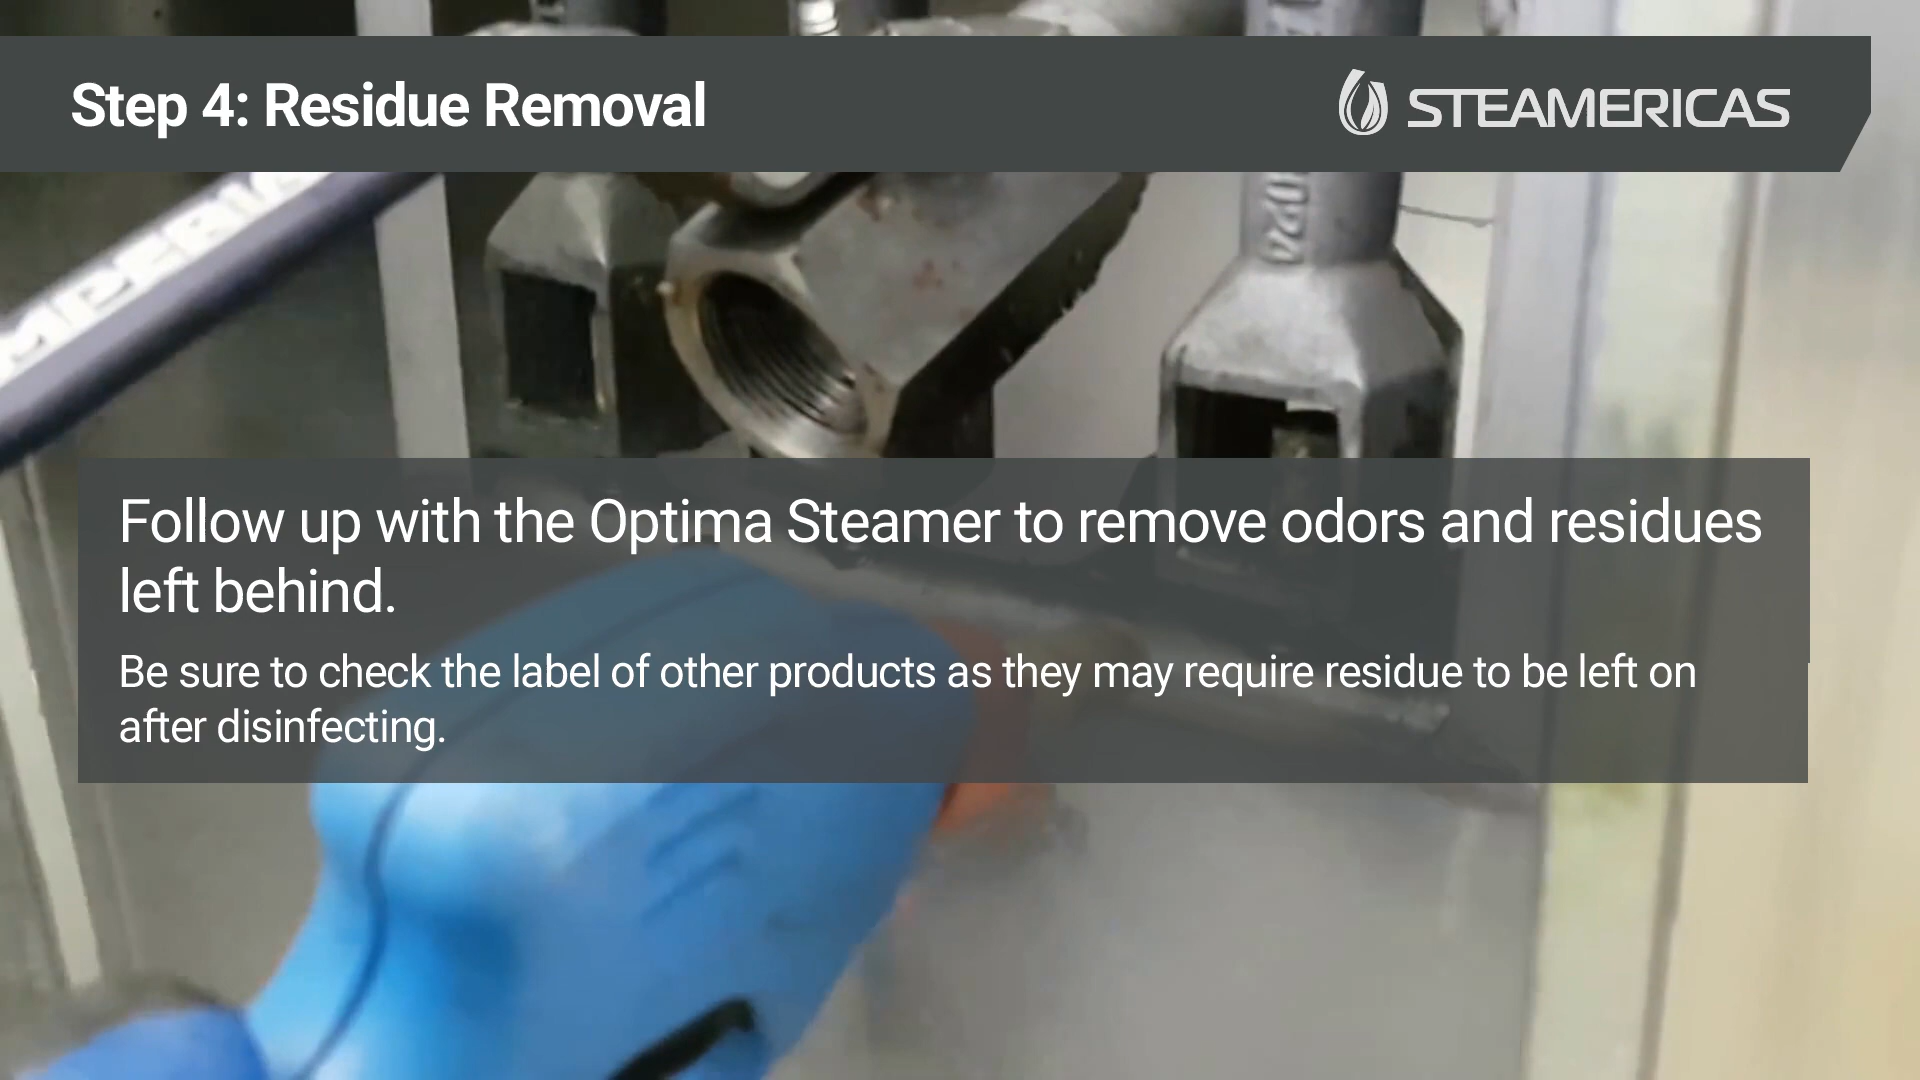 Step 4: Residue Removal
STEAMERICAS
Follow up with the Optima Steamer to remove odors and residues
left behind.
Be sure to check the label of other products as they may require residue to be left on
after disinfecting.